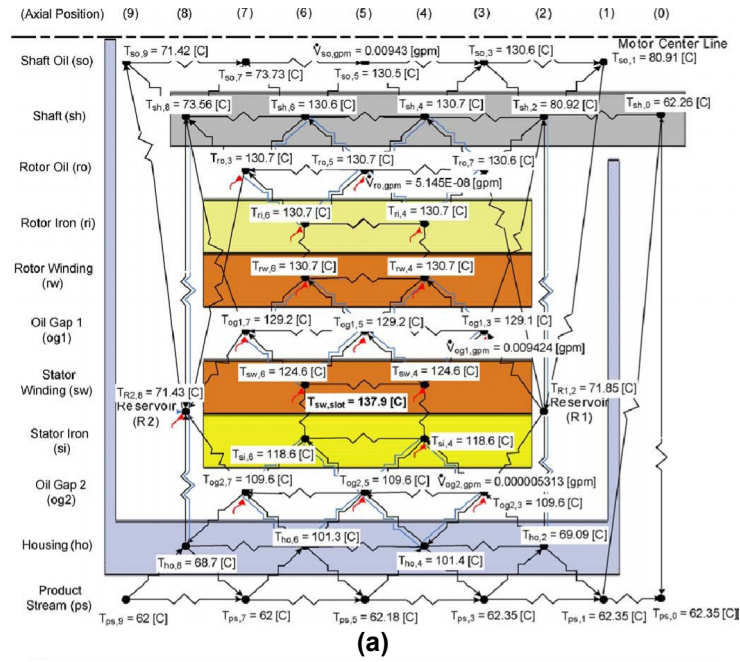 (Axial Position) (9) (8) (7) (6) (5) (4) (3) (2) (1) (0)
Motor Center Line
Shaft Oil (so)
T_so,9 = 71.42 [C]
V̇_so,gpm = 0.00943 [gpm]
T_so,3 = 130.6 [C]
T_so,1 = 80.91 [C]
T_so,7 = 73.73 [C]
T_so,5 = 130.5 [C]
Shaft (sh)
T_sh,8 = 73.56 [C]
T_sh,6 = 130.6 [C]
T_sh,4 = 130.7 [C]
T_sh,2 = 80.92 [C]
T_sh,0 = 62.26 [C]
Rotor Oil (ro)
T_ro,3 = 130.7 [C]
T_ro,5 = 130.7 [C]
T_ro,7 = 130.6 [C]
V̇_ro,gpm = 5.145E-08 [gpm]
Rotor Iron (ri)
T_ri,6 = 130.7 [C]
T_ri,4 = 130.7 [C]
Rotor Winding
(rw)
T_rw,6 = 130.7 [C]
T_rw,4 = 130.7 [C]
Oil Gap 1
(og1)
T_og1,7 = 129.2 [C]
T_og1,5 = 129.2 [C]
T_og1,3 = 129.1 [C]
V̇_og1,gpm = 0.009424 [gpm]
Stator
Winding (sw)
T_sw,6 = 124.6 [C]
T_sw,4 = 124.6 [C]
T_sw,slot = 137.9 [C]
T_R2,8 = 71.43 [C]
Reservoir
(R2)
T_R1,2 = 71.85 [C]
Reservoir
(R1)
Stator Iron
(si)
T_si,6 = 118.6 [C]
T_si,4 = 118.6 [C]
Oil Gap 2
(og2)
T_og2,7 = 109.6 [C]
T_og2,5 = 109.6 [C]
V̇_og2,gpm = 0.000005313 [gpm]
T_og2,3 = 109.6 [C]
Housing (ho)
T_ho,8 = 68.7 [C]
T_ho,6 = 101.3 [C]
T_ho,4 = 101.4 [C]
T_ho,2 = 69.09 [C]
Product
Stream (ps)
T_ps,9 = 62 [C]
T_ps,7 = 62 [C]
T_ps,5 = 62.18 [C]
T_ps,3 = 62.35 [C]
T_ps,1 = 62.35 [C]
T_ps,0 = 62.35 [C]
(a)